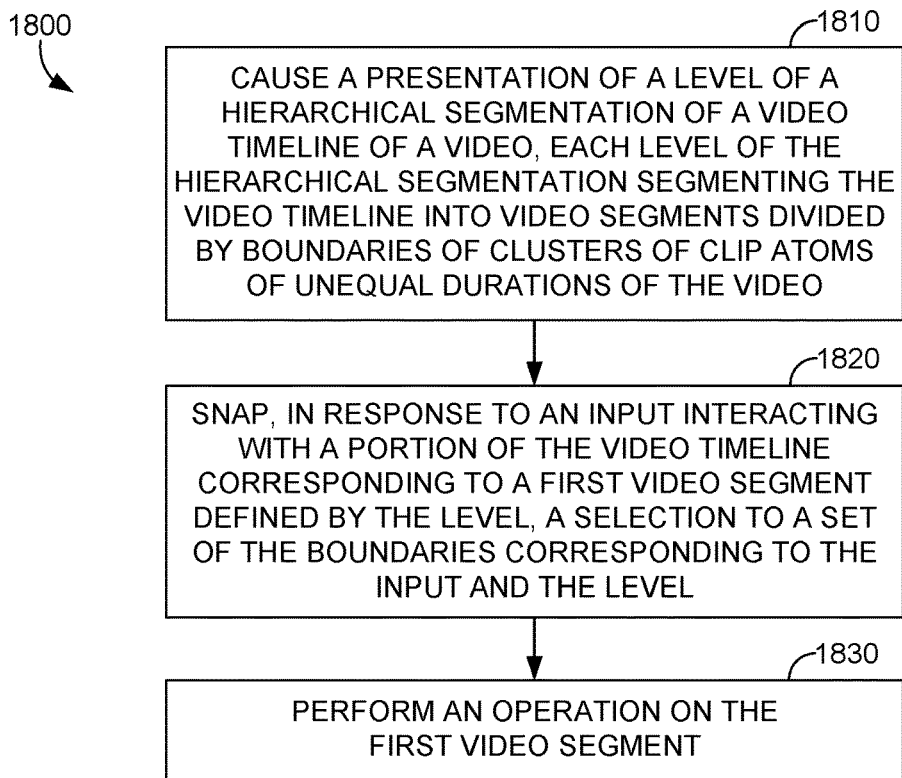 1800
1810
CAUSE A PRESENTATION OF A LEVEL OF A
HIERARCHICAL SEGMENTATION OF A VIDEO
TIMELINE OF A VIDEO, EACH LEVEL OF THE
HIERARCHICAL SEGMENTATION SEGMENTING THE
VIDEO TIMELINE INTO VIDEO SEGMENTS DIVIDED
BY BOUNDARIES OF CLUSTERS OF CLIP ATOMS
OF UNEQUAL DURATIONS OF THE VIDEO
1820
SNAP, IN RESPONSE TO AN INPUT INTERACTING
WITH A PORTION OF THE VIDEO TIMELINE
CORRESPONDING TO A FIRST VIDEO SEGMENT
DEFINED BY THE LEVEL, A SELECTION TO A SET
OF THE BOUNDARIES CORRESPONDING TO THE
INPUT AND THE LEVEL
1830
PERFORM AN OPERATION ON THE
FIRST VIDEO SEGMENT